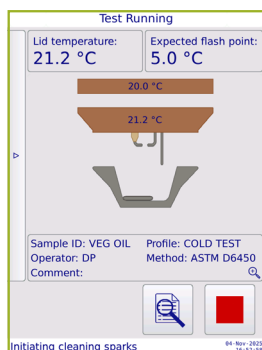 Test Running
Lid temperature:
21.2 °C
Expected flash point:
5.0 °C
20.0 °C
21.2 °C
Sample ID: VEG OIL
Profile: COLD TEST
Operator: DP
Method: ASTM D6450
Comment:
Initiating cleaning sparks
04-Nov-2025